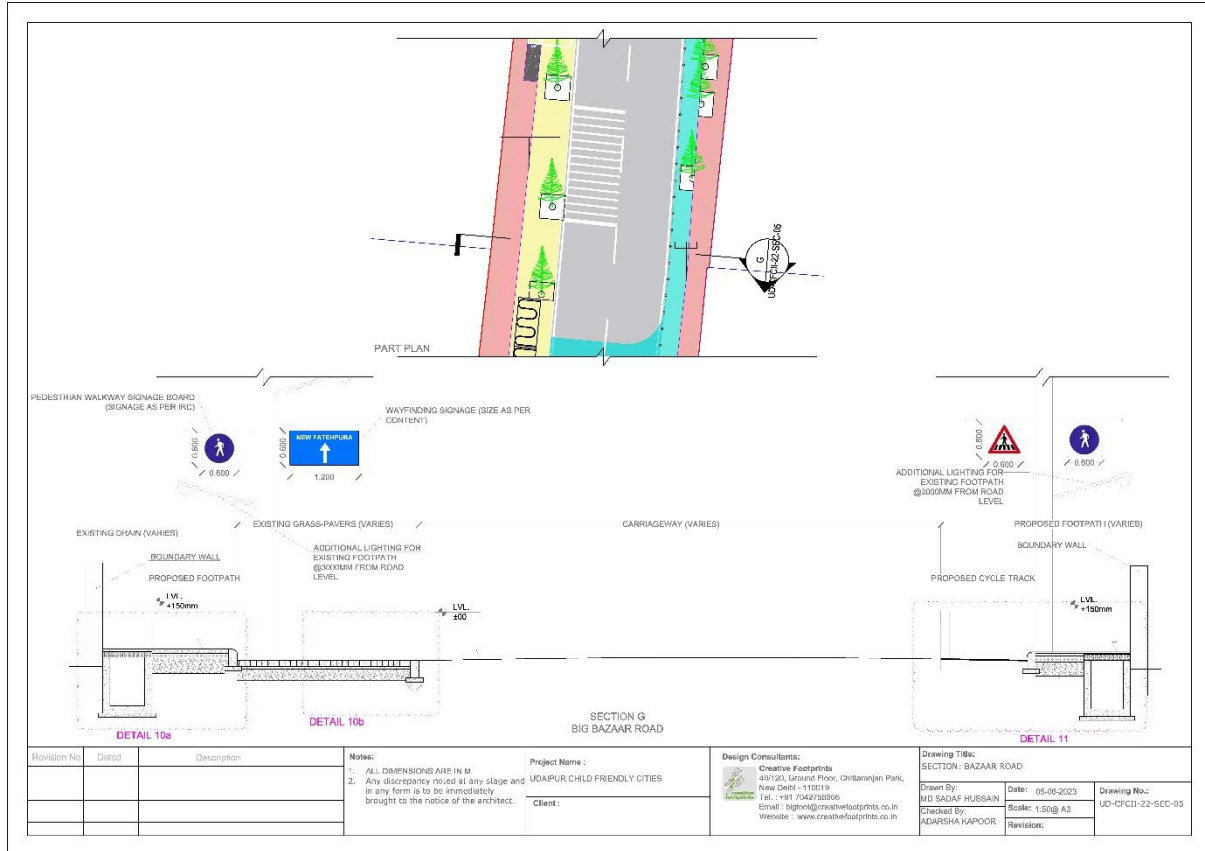 G
UD-CFCII-22-SEC-05
PART PLAN
PEDESTRIAN WALKWAY SIGNAGE BOARD
(SIGNAGE AS PER IRC)
0.600
0.600
NEW FATEHPURA
0.600
1.200
WAYFINDING SIGNAGE (SIZE AS PER
CONTENT)
0.600
0.600
0.600
ADDITIONAL LIGHTING FOR
EXISTING FOOTPATH
@3000MM FROM ROAD
LEVEL
EXISTING DRAIN (VARIES)
EXISTING GRASS-PAVERS (VARIES)
CARRIAGEWAY (VARIES)
PROPOSED FOOTPATH (VARIES)
BOUNDARY WALL
ADDITIONAL LIGHTING FOR
EXISTING FOOTPATH
@3000MM FROM ROAD
LEVEL
BOUNDARY WALL
PROPOSED FOOTPATH
PROPOSED CYCLE TRACK
LVL.
+150mm
LVL.
±00
LVL.
+150mm
DETAIL 10a
DETAIL 10b
SECTION G
BIG BAZAAR ROAD
DETAIL 11
Revision No
Dated
Description
Notes:
1. ALL DIMENSIONS ARE IN M
2. Any discrepancy noted at any stage and
in any form is to be immediately
brought to the notice of the architect.
Project Name :
UDAIPUR CHILD FRIENDLY CITIES
Client :
Design Consultants:
creative
footprints
Creative Footprints
40/120, Ground Floor, Chittaranjan Park,
New Delhi - 110019
Tel. : +91 7042758806
Email : bigfoot@creativefootprints.co.in
Website : www.creativefootprints.co.in
Drawing Title:
SECTION : BAZAAR ROAD
Drawn By:
MD SADAF HUSSAIN
Checked By:
ADARSHA KAPOOR
Date: 05-06-2023
Scale: 1:50@ A3
Revision:
Drawing No.:
UD-CFCII-22-SEC-05